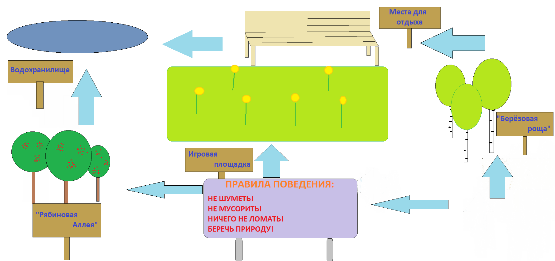 Места для
отдыха
Водохранилище
"Берёзовая
роща"
Игровая
площадка
ПРАВИЛА ПОВЕДЕНИЯ:
НЕ ШУМЕТЬ!
НЕ МУСОРИТЬ!
НИЧЕГО НЕ ЛОМАТЬ!
БЕРЕЧЬ ПРИРОДУ!
"Рябиновая
Аллея"